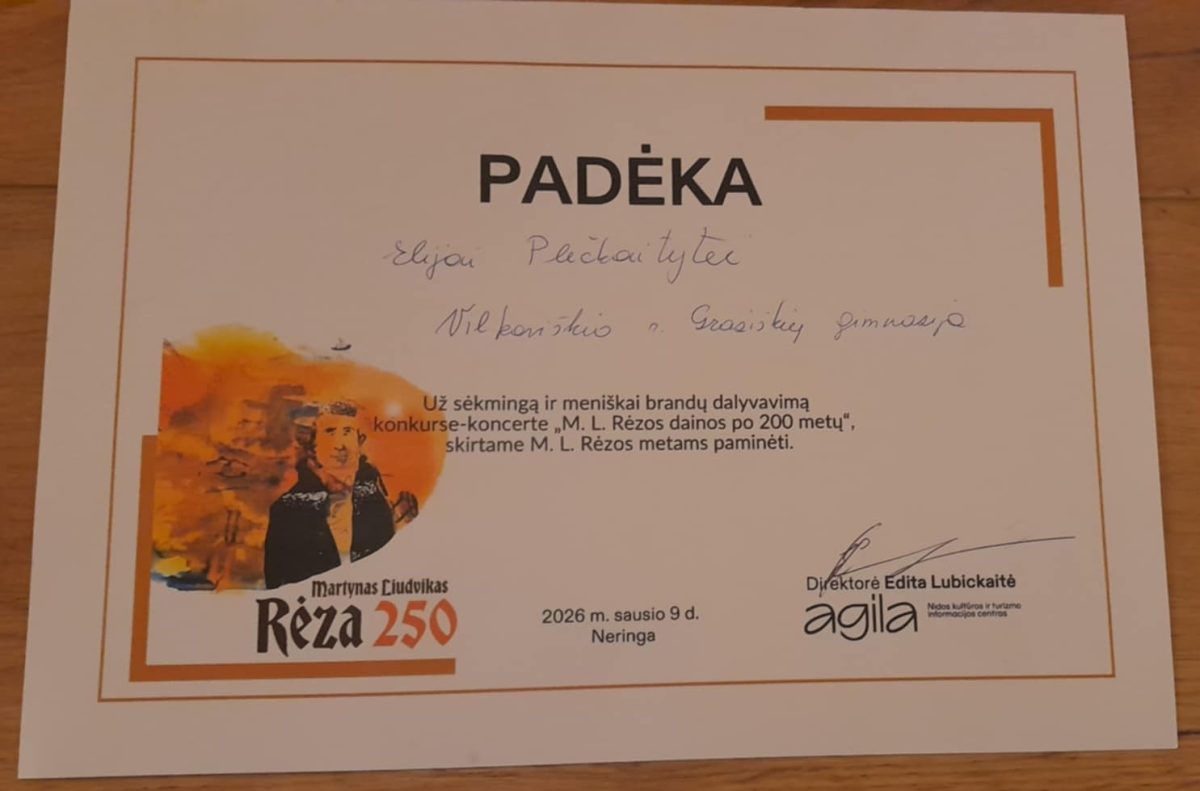 PADĖKA
Elijai Plečkaitytei
Vilkaviškio r. Gražiškių gimnazija
Už sėkmingą ir meniškai brandų dalyvavimą
konkurse-koncerte „M. L. Rėzos dainos po 200 metų“,
skirtame M. L. Rėzos metams paminėti.
Martynas Liudvikas
Rėza 250
2026 m. sausio 9 d.
Neringa
Direktorė Edita Lubickaitė
agila
Nidos kultūros ir turizmo
informacijos centras